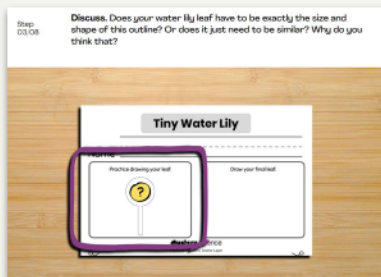 Step
03/08
Discuss. Does your water lily leaf have to be exactly the size and
shape of this outline? Or does it just need to be similar? Why do you
think that?
Tiny Water Lily
Name
Practice drawing your leaf
Draw your final leaf
?